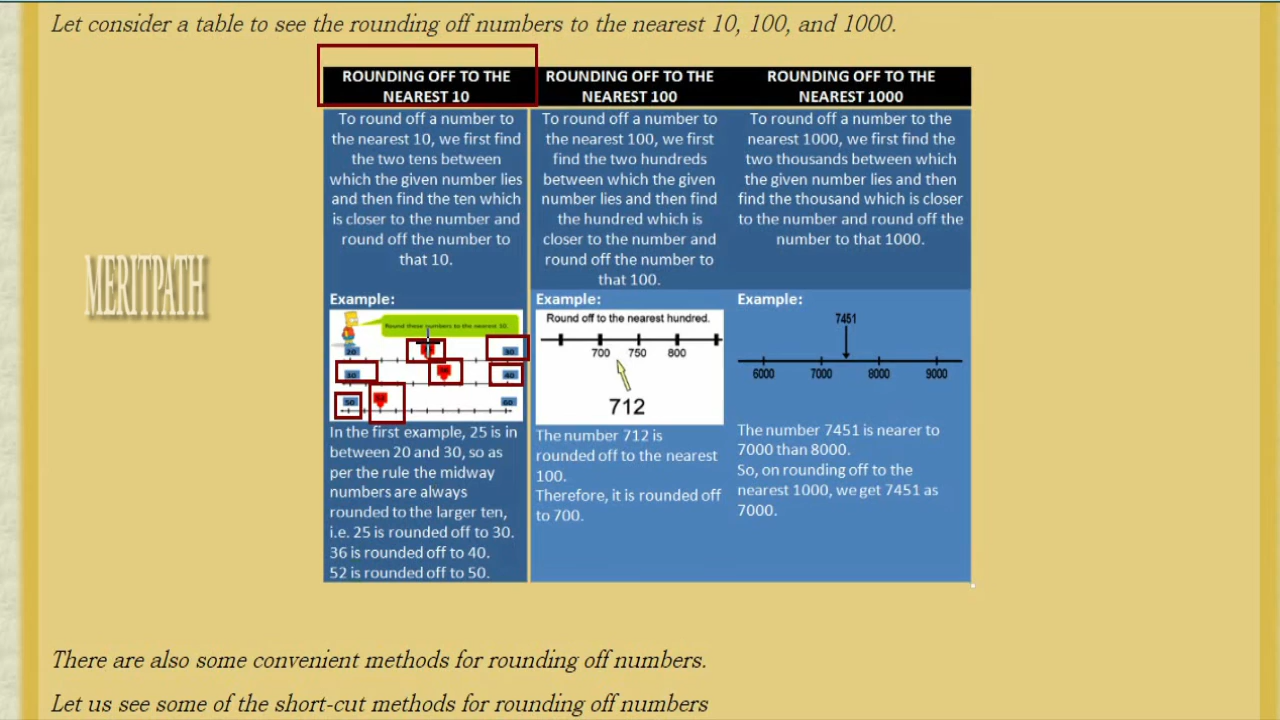 Let consider a table to see the rounding off numbers to the nearest 10, 100, and 1000.
ROUNDING OFF TO THE
NEAREST 10
ROUNDING OFF TO THE
NEAREST 100
ROUNDING OFF TO THE
NEAREST 1000
To round off a number to
the nearest 10, we first find
the two tens between
which the given number lies
and then find the ten which
is closer to the number and
round off the number to
that 10.
To round off a number to
the nearest 100, we first
find the two hundreds
between which the given
number lies and then find
the hundred which is
closer to the number and
round off the number to
that 100.
To round off a number to the
nearest 1000, we first find the
two thousands between which
the given number lies and then
find the thousand which is closer
to the number and round off the
number to that 1000.
MERITPATH
Example:
Round these numbers to the nearest 10.
20
30
30
40
50
60
In the first example, 25 is in
between 20 and 30, so as
per the rule the midway
numbers are always
rounded to the larger ten,
i.e. 25 is rounded off to 30.
36 is rounded off to 40.
52 is rounded off to 50.
Example:
Round off to the nearest hundred.
700 750 800
712
The number 712 is
rounded off to the nearest
100.
Therefore, it is rounded off
to 700.
Example:
7451
6000 7000 8000 9000
The number 7451 is nearer to
7000 than 8000.
So, on rounding off to the
nearest 1000, we get 7451 as
7000.
There are also some convenient methods for rounding off numbers.
Let us see some of the short-cut methods for rounding off numbers